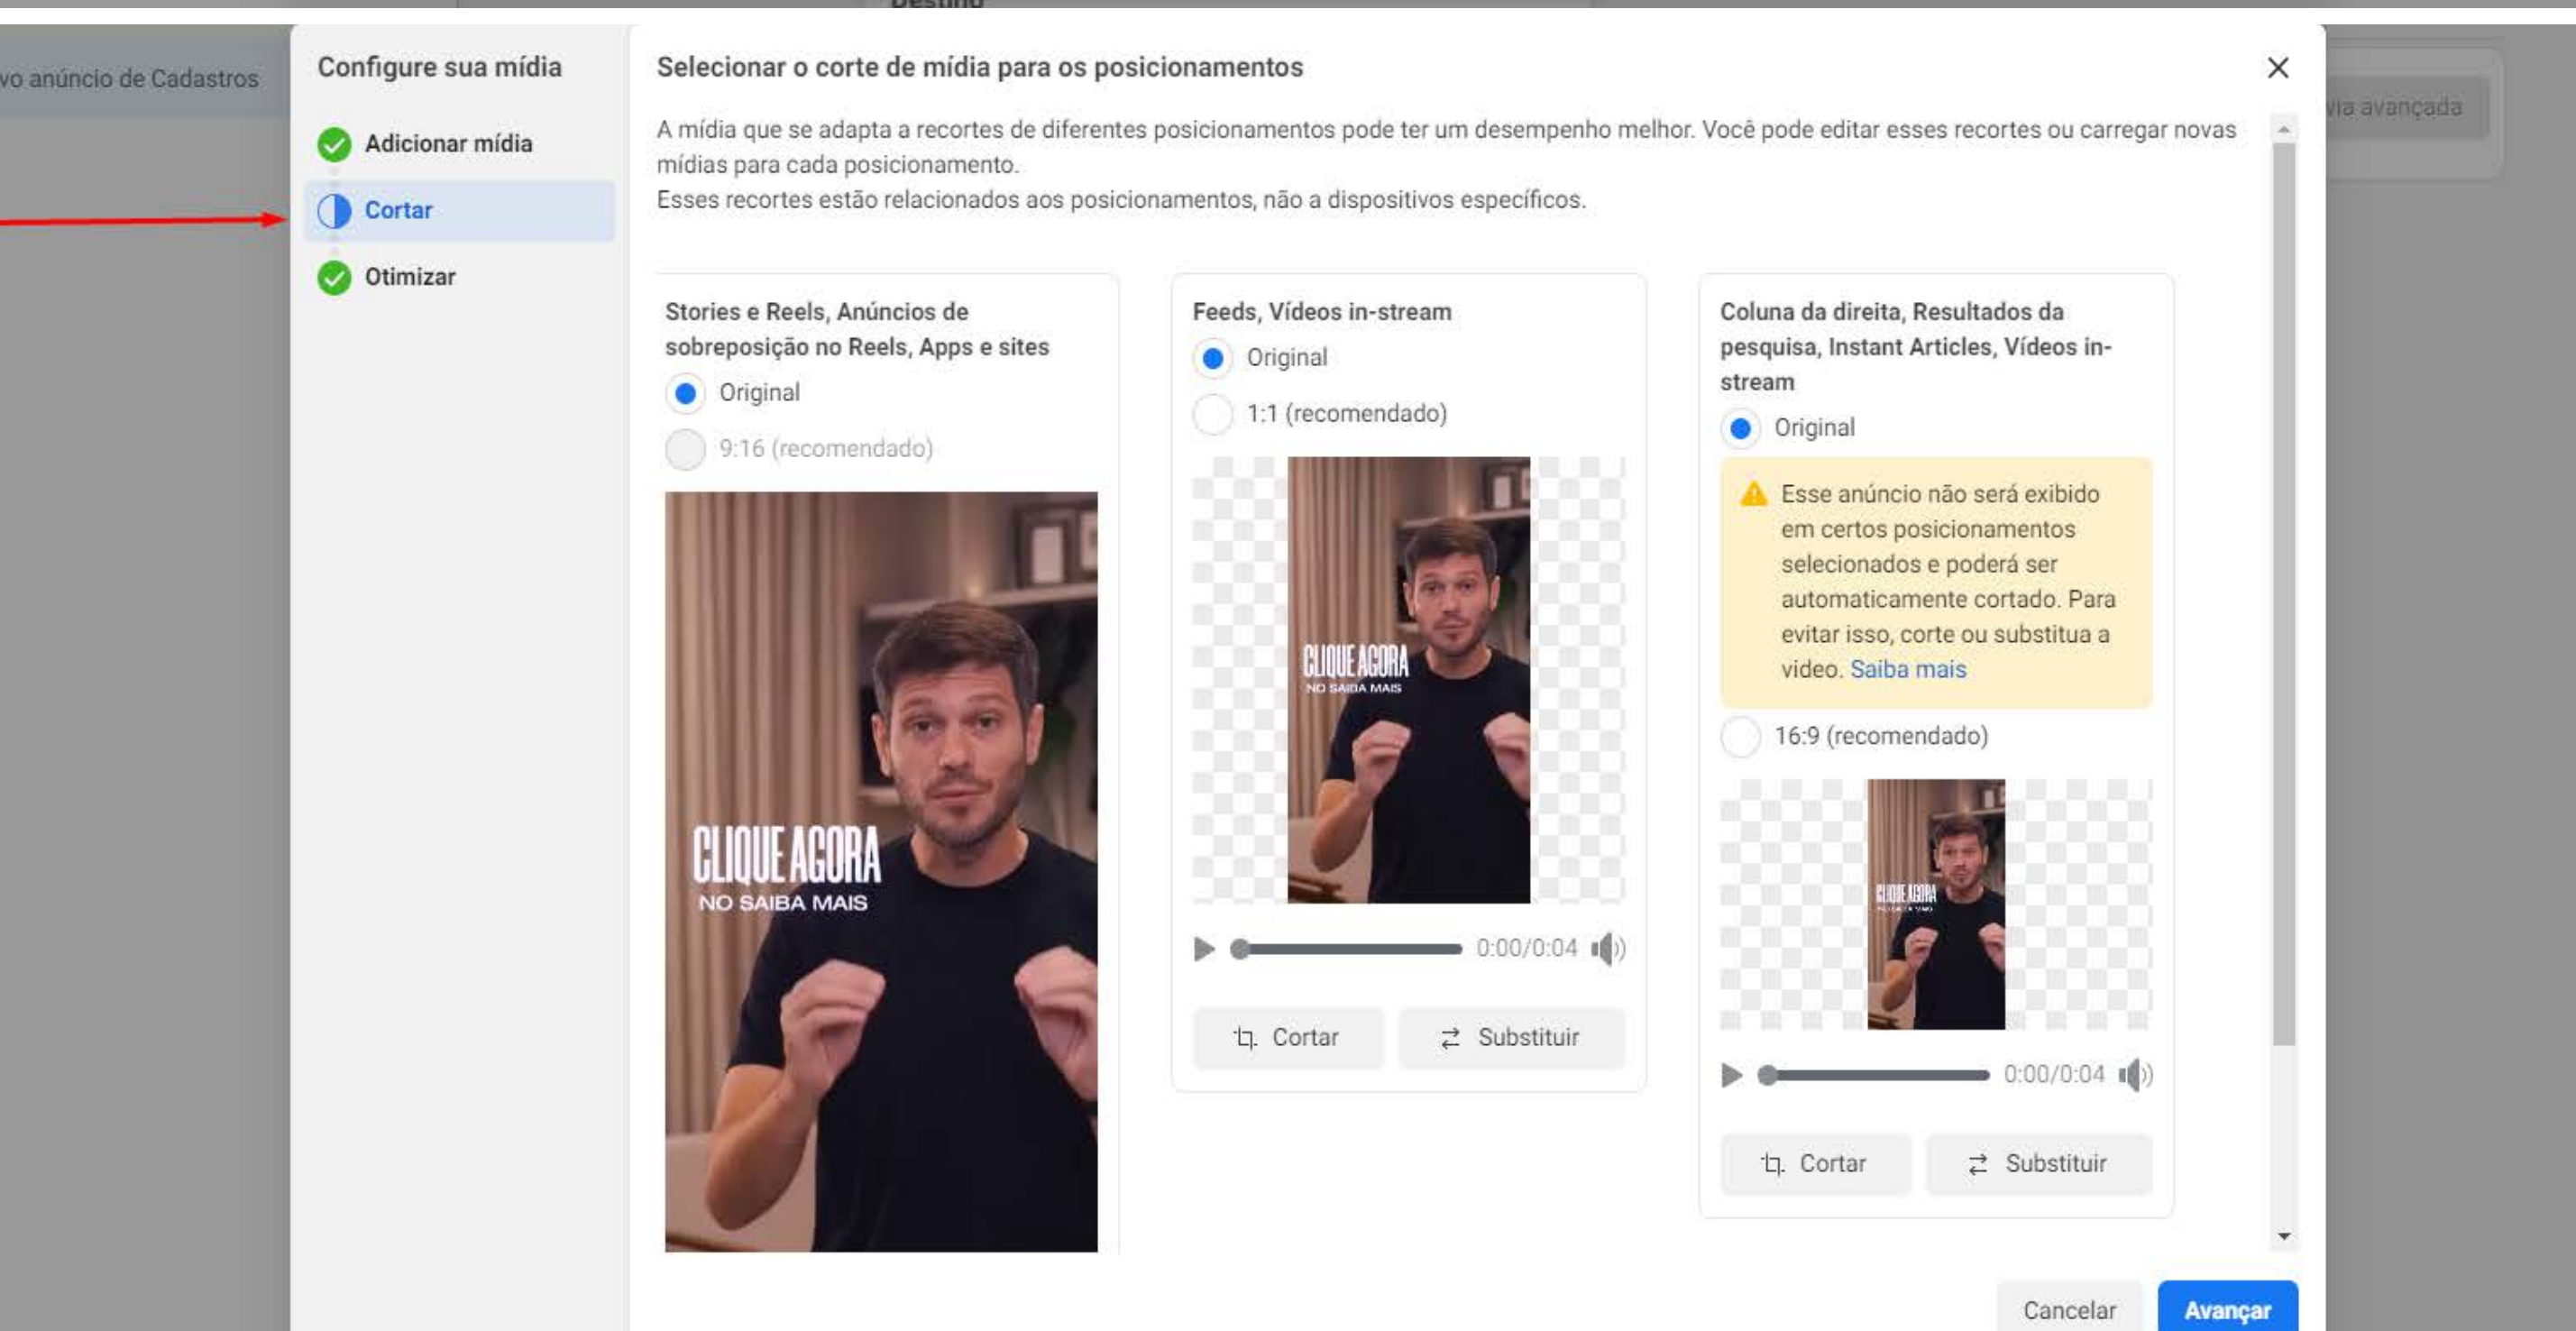 Destino
vo anúncio de Cadastros
via avançada
Configure sua mídia
Adicionar mídia
Cortar
Otimizar
Selecionar o corte de mídia para os posicionamentos
A mídia que se adapta a recortes de diferentes posicionamentos pode ter um desempenho melhor. Você pode editar esses recortes ou carregar novas
mídias para cada posicionamento.
Esses recortes estão relacionados aos posicionamentos, não a dispositivos específicos.
Stories e Reels, Anúncios de
sobreposição no Reels, Apps e sites
Original
9:16 (recomendado)
CLIQUE AGORA
NO SAIBA MAIS
Feeds, Vídeos in-stream
Original
1:1 (recomendado)
CLIQUE AGORA
NO SAIBA MAIS
0:00/0:04
Cortar
Substituir
Coluna da direita, Resultados da
pesquisa, Instant Articles, Vídeos in-
stream
Original
Esse anúncio não será exibido
em certos posicionamentos
selecionados e poderá ser
automaticamente cortado. Para
evitar isso, corte ou substitua a
video. Saiba mais
16:9 (recomendado)
CLIQUE AGORA
NO SAIBA MAIS
0:00/0:04
Cortar
Substituir
Cancelar
Avançar